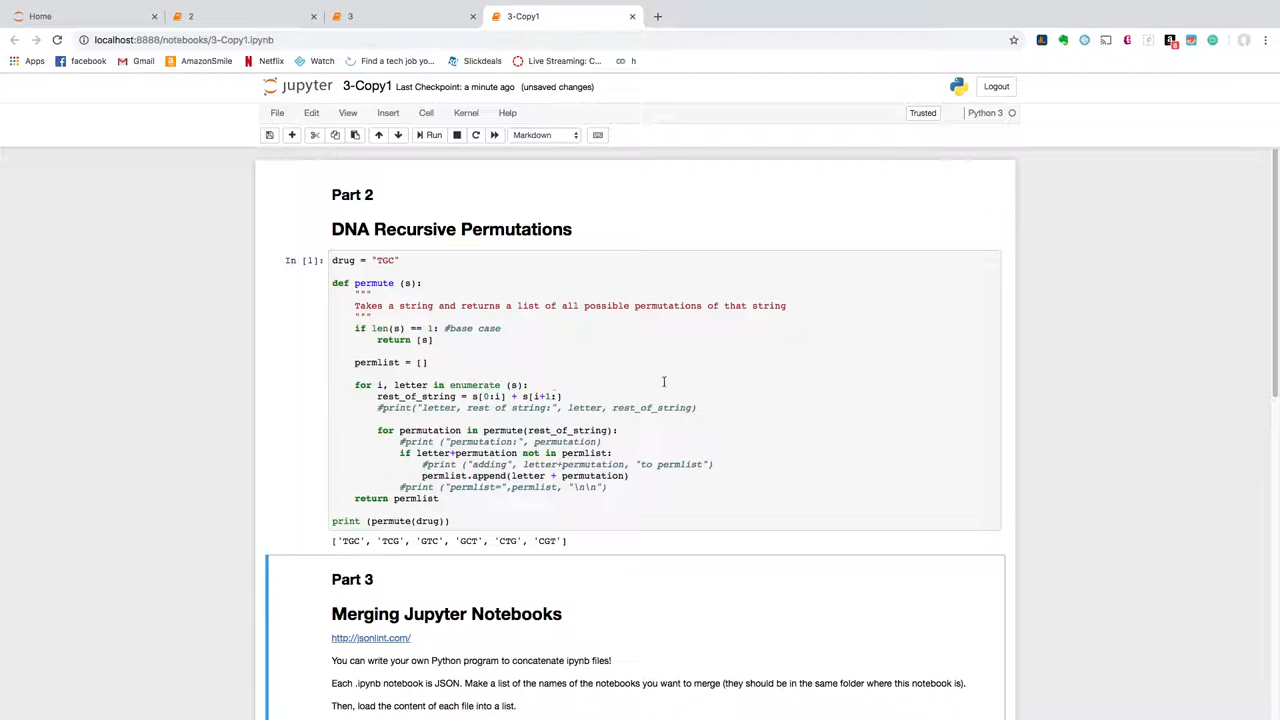 Home
2
3
3-Copy1
localhost:8888/notebooks/3-Copy1.ipynb
Apps
facebook
Gmail
AmazonSmile
Netflix
Watch
Find a tech job yo...
Slickdeals
Live Streaming: C...
h
jupyter 3-Copy1 Last Checkpoint: a minute ago (unsaved changes)
Logout
File Edit View Insert Cell Kernel Help
Trusted
Python 3
Run
Markdown
Part 2
DNA Recursive Permutations
In [1]: drug = "TGC"
def permute (s):
"""
Takes a string and returns a list of all possible permutations of that string
"""
if len(s) == 1: #base case
return [s]
permlist = []
for i, letter in enumerate (s):
rest_of_string = s[0:i] + s[i+1:]
#print("letter, rest of string:", letter, rest_of_string)
for permutation in permute(rest_of_string):
#print ("permutation:", permutation)
if letter+permutation not in permlist:
#print ("adding", letter+permutation, "to permlist")
permlist.append(letter + permutation)
#print ("permlist=",permlist, "\n\n")
return permlist
print (permute(drug))
['TGC', 'TCG', 'GTC', 'GCT', 'CTG', 'CGT']
Part 3
Merging Jupyter Notebooks
http://jsonlint.com/
You can write your own Python program to concatenate ipynb files!
Each .ipynb notebook is JSON. Make a list of the names of the notebooks you want to merge (they should be in the same folder where this notebook is).
Then, load the content of each file into a list.